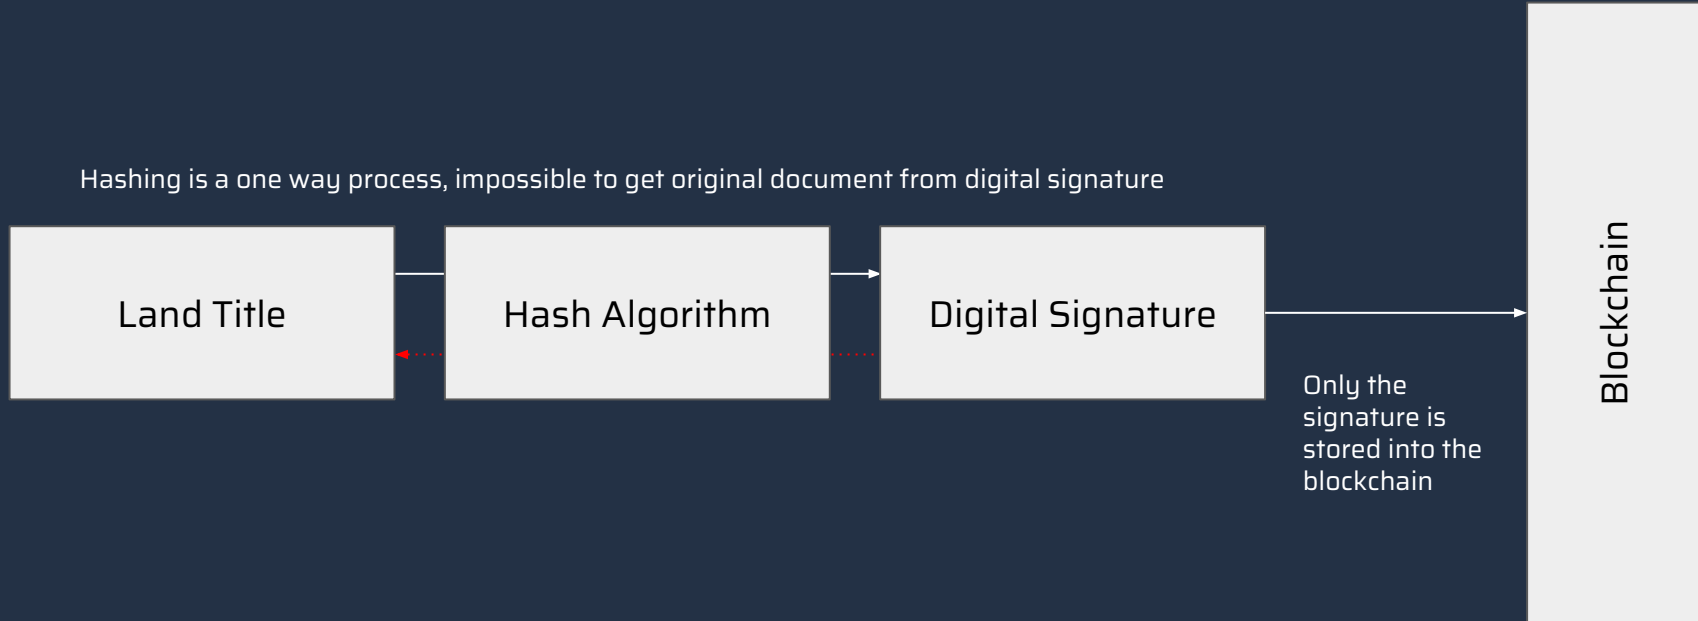 Hashing is a one way process, impossible to get original document from digital signature
Land Title
Hash Algorithm
Digital Signature
Only the
signature is
stored into the
blockchain
Blockchain